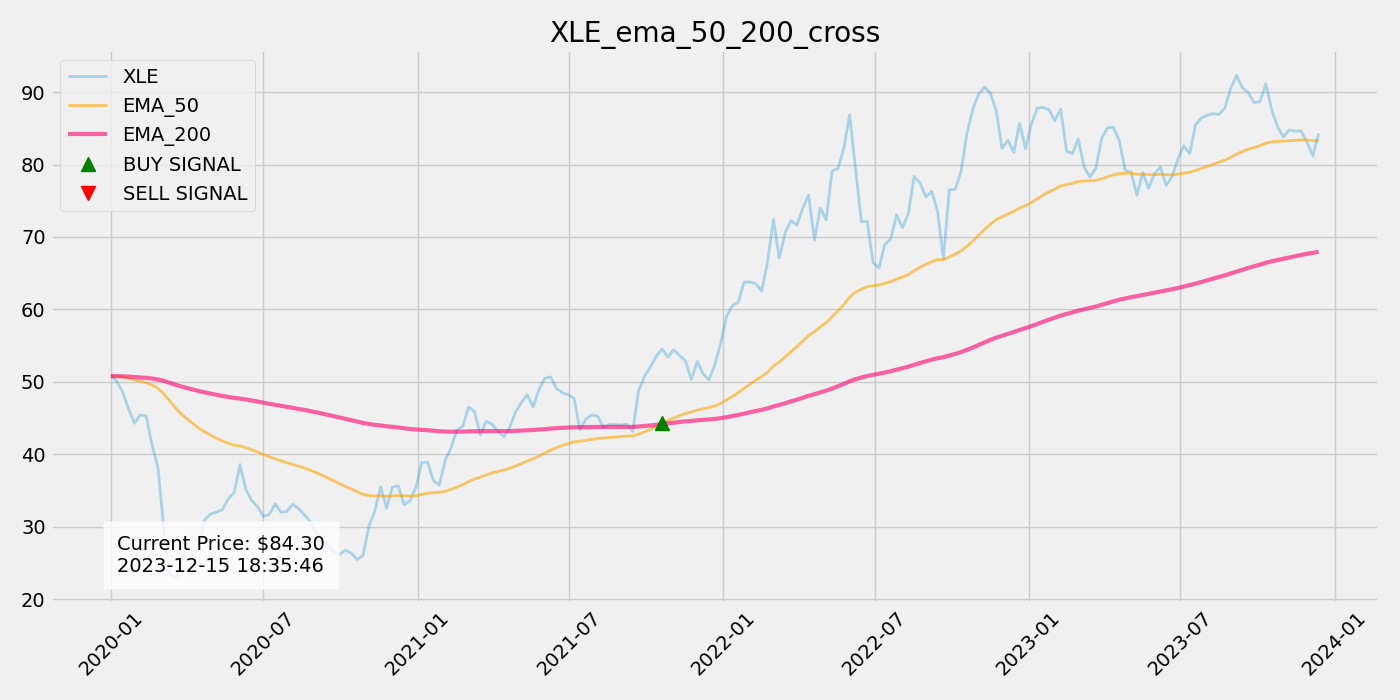 XLE_ema_50_200_cross
XLE
EMA_50
EMA_200
BUY SIGNAL
SELL SIGNAL
90
80
70
60
50
40
30
20
Current Price: $84.30
2023-12-15 18:35:46
2020-01
2020-07
2021-01
2021-07
2022-01
2022-07
2023-01
2023-07
2024-01